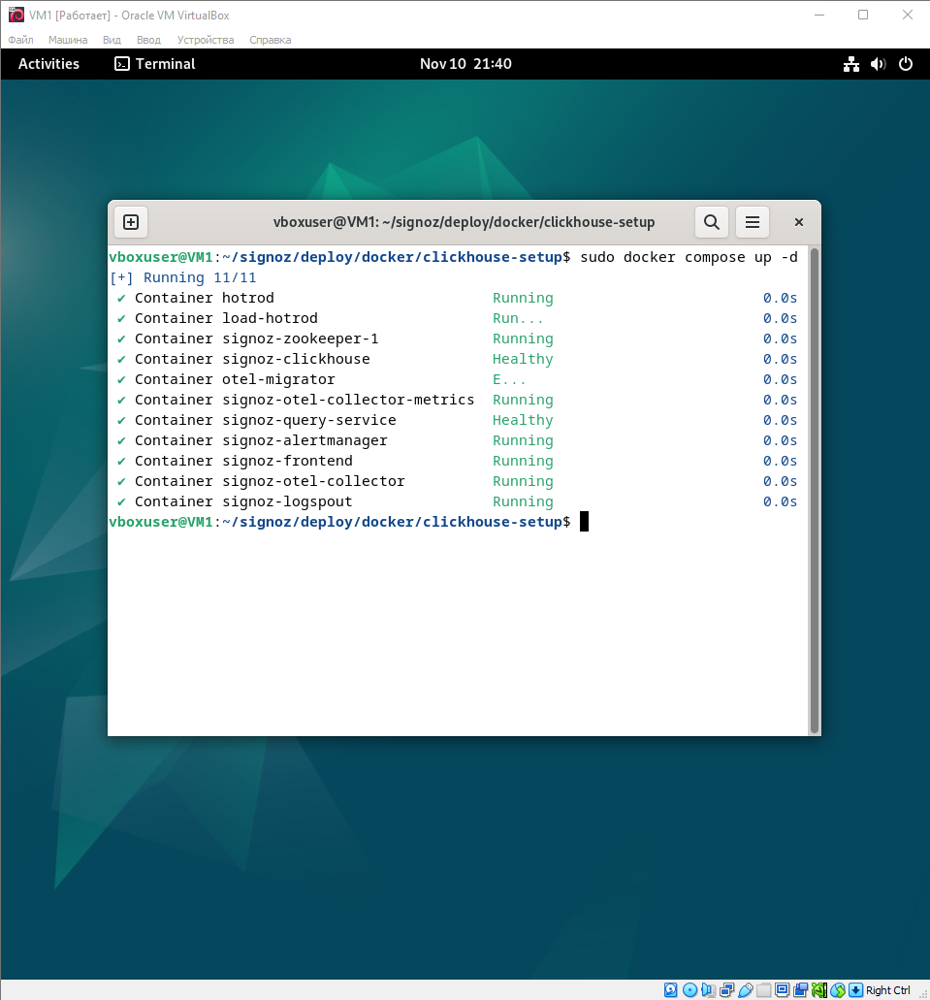 VM1 [Работает] - Oracle VM VirtualBox
Файл Машина Вид Ввод Устройства Справка
Activities Terminal Nov 10 21:40
vboxuser@VM1: ~/signoz/deploy/docker/clickhouse-setup
vboxuser@VM1:~/signoz/deploy/docker/clickhouse-setup$ sudo docker compose up -d
[+] Running 11/11
✔ Container hotrod Running 0.0s
✔ Container load-hotrod Run... 0.0s
✔ Container signoz-zookeeper-1 Running 0.0s
✔ Container signoz-clickhouse Healthy 0.0s
✔ Container otel-migrator E... 0.0s
✔ Container signoz-otel-collector-metrics Running 0.0s
✔ Container signoz-query-service Healthy 0.0s
✔ Container signoz-alertmanager Running 0.0s
✔ Container signoz-frontend Running 0.0s
✔ Container signoz-otel-collector Running 0.0s
✔ Container signoz-logspout Running 0.0s
vboxuser@VM1:~/signoz/deploy/docker/clickhouse-setup$
Right Ctrl